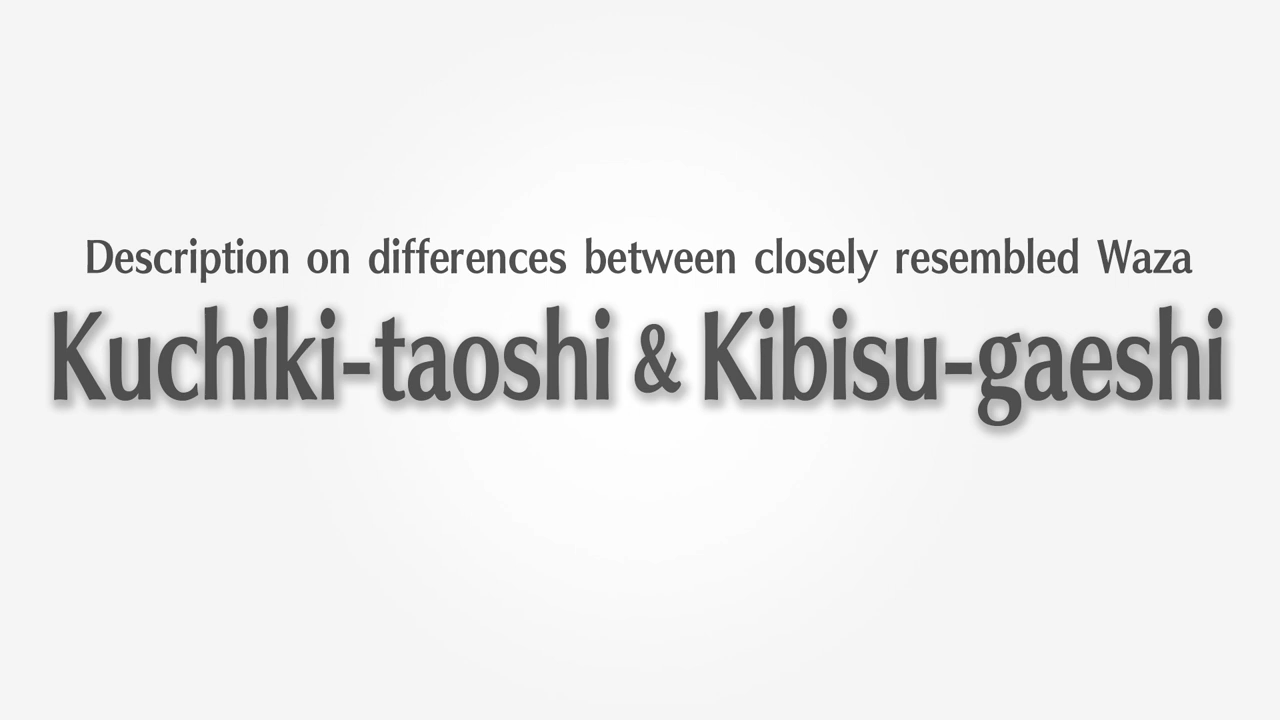 Description on differences between closely resembled Waza
Kuchiki-taoshi & Kibisu-gaeshi